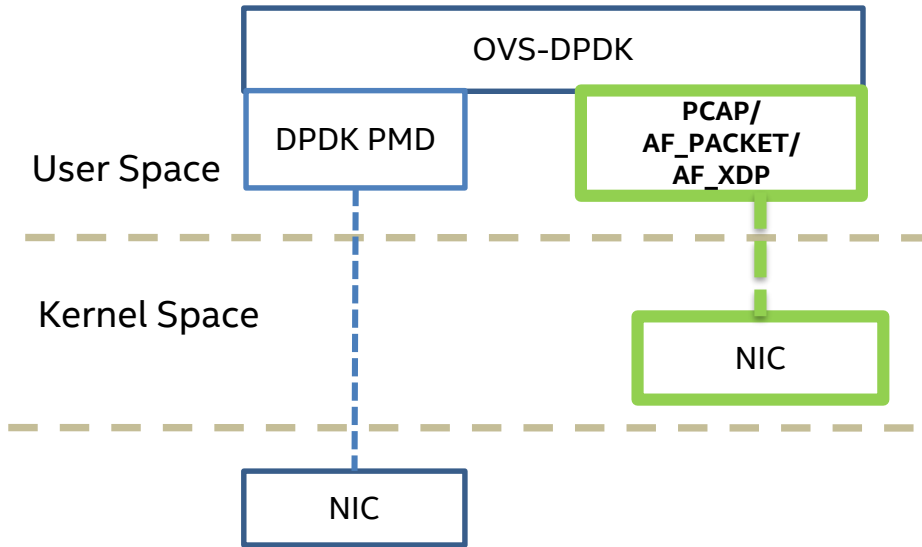 OVS-DPDK
DPDK PMD
PCAP/
AF_PACKET/
AF_XDP
User Space
Kernel Space
NIC
NIC